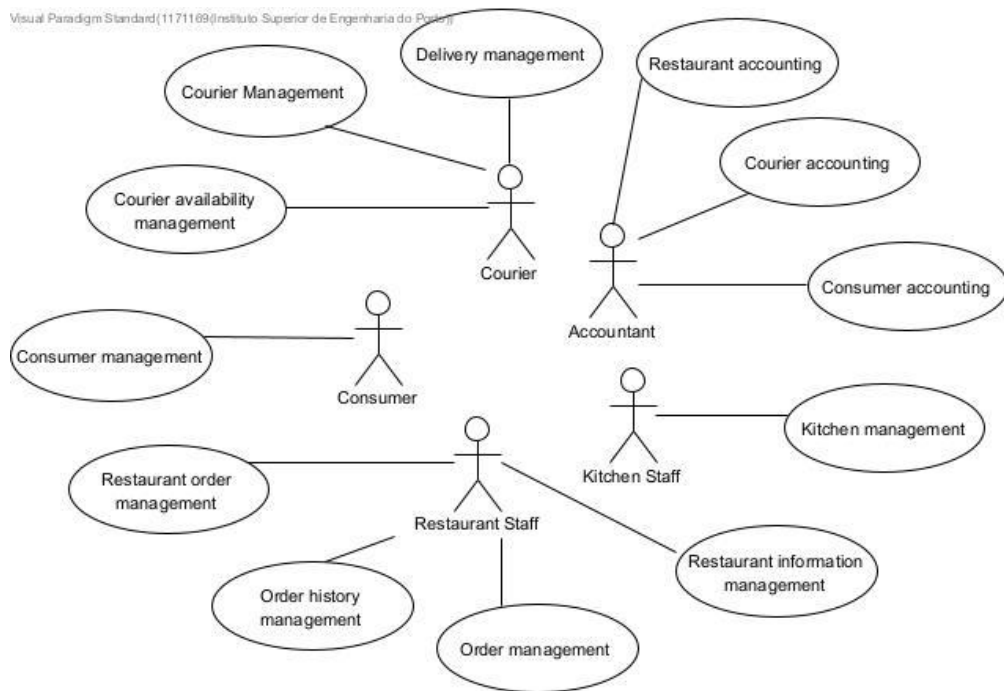 Visual Paradigm Standard(1171169(Instituto Superior de Engenharia do Porto))
Delivery management
Restaurant accounting
Courier Management
Courier accounting
Courier availability
management
Courier
Consumer accounting
Accountant
Consumer management
Consumer
Kitchen management
Restaurant order
management
Kitchen Staff
Restaurant Staff
Restaurant information
management
Order history
management
Order management